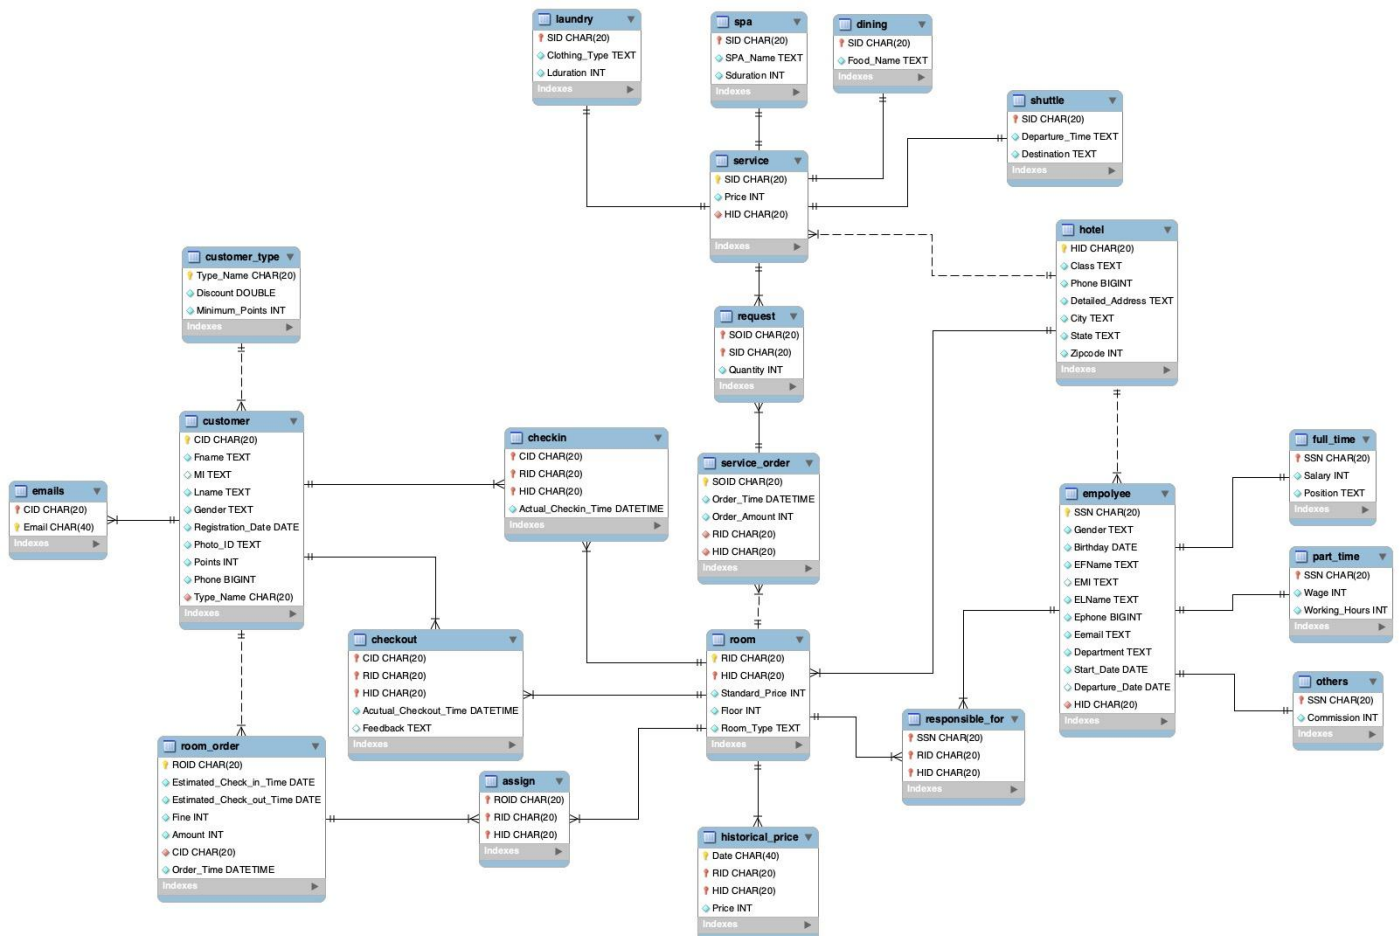 laundry
SID CHAR(20)
Clothing_Type TEXT
Lduration INT
Indexes
spa
SID CHAR(20)
SPA_Name TEXT
Sduration INT
Indexes
dining
SID CHAR(20)
Food_Name TEXT
Indexes
shuttle
SID CHAR(20)
Departure_Time TEXT
Destination TEXT
Indexes
service
SID CHAR(20)
Price INT
HID CHAR(20)
Indexes
hotel
HID CHAR(20)
Class TEXT
Phone BIGINT
Detailed_Address TEXT
City TEXT
State TEXT
Zipcode INT
Indexes
customer_type
Type_Name CHAR(20)
Discount DOUBLE
Minimum_Points INT
Indexes
request
SOID CHAR(20)
SID CHAR(20)
Quantity INT
Indexes
customer
CID CHAR(20)
Fname TEXT
MI TEXT
Lname TEXT
Gender TEXT
Registration_Date DATE
Photo_ID TEXT
Points INT
Phone BIGINT
Type_Name CHAR(20)
Indexes
checkin
CID CHAR(20)
RID CHAR(20)
HID CHAR(20)
Actual_Checkin_Time DATETIME
Indexes
service_order
SOID CHAR(20)
Order_Time DATETIME
Order_Amount INT
RID CHAR(20)
HID CHAR(20)
Indexes
full_time
SSN CHAR(20)
Salary INT
Position TEXT
Indexes
emails
CID CHAR(20)
Email CHAR(40)
Indexes
empolyee
SSN CHAR(20)
Gender TEXT
Birthday DATE
EFName TEXT
EMI TEXT
ELName TEXT
Ephone BIGINT
Eemail TEXT
Department TEXT
Start_Date DATE
Departure_Date DATE
HID CHAR(20)
Indexes
part_time
SSN CHAR(20)
Wage INT
Working_Hours INT
Indexes
checkout
CID CHAR(20)
RID CHAR(20)
HID CHAR(20)
Acutual_Checkout_Time DATETIME
Feedback TEXT
Indexes
room
RID CHAR(20)
HID CHAR(20)
Standard_Price INT
Floor INT
Room_Type TEXT
Indexes
others
SSN CHAR(20)
Commission INT
Indexes
responsible_for
SSN CHAR(20)
RID CHAR(20)
HID CHAR(20)
Indexes
room_order
ROID CHAR(20)
Estimated_Check_in_Time DATE
Estimated_Check_out_Time DATE
Fine INT
Amount INT
CID CHAR(20)
Order_Time DATETIME
Indexes
assign
ROID CHAR(20)
RID CHAR(20)
HID CHAR(20)
Indexes
historical_price
Date CHAR(40)
RID CHAR(20)
HID CHAR(20)
Price INT
Indexes